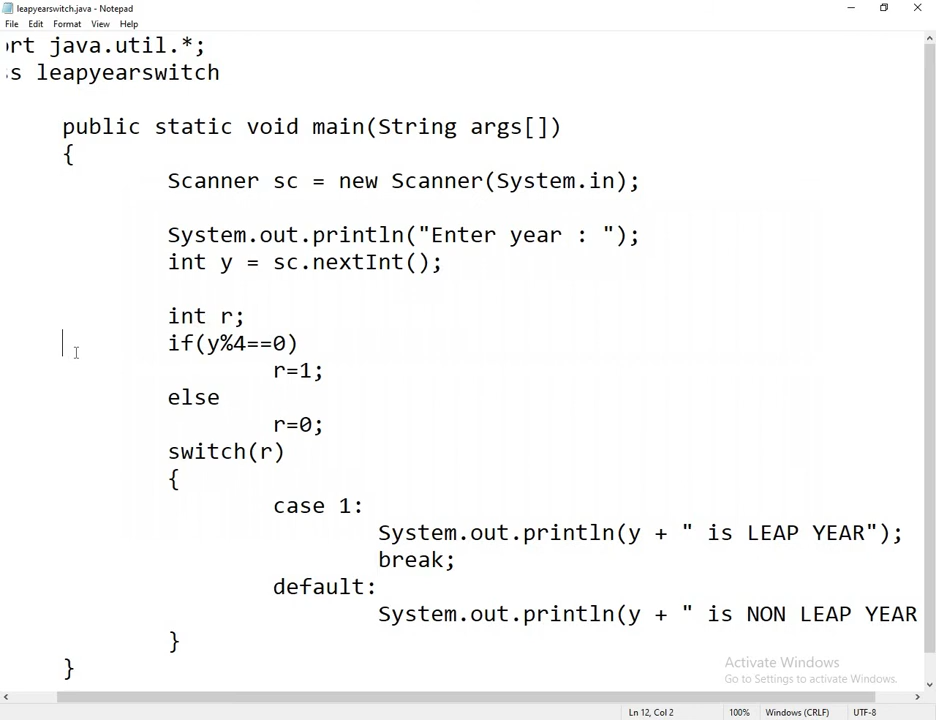 leapyearswitch.java - Notepad
File Edit Format View Help
rt java.util.*;
s leapyearswitch
public static void main(String args[])
{
Scanner sc = new Scanner(System.in);
System.out.println("Enter year : ");
int y = sc.nextInt();
int r;
if(y%4==0)
r=1;
else
r=0;
switch(r)
{
case 1:
System.out.println(y + " is LEAP YEAR");
break;
default:
System.out.println(y + " is NON LEAP YEAR
}
}
Activate Windows
Go to Settings to activate Windows.
Ln 12, Col 2 100% Windows (CRLF) UTF-8